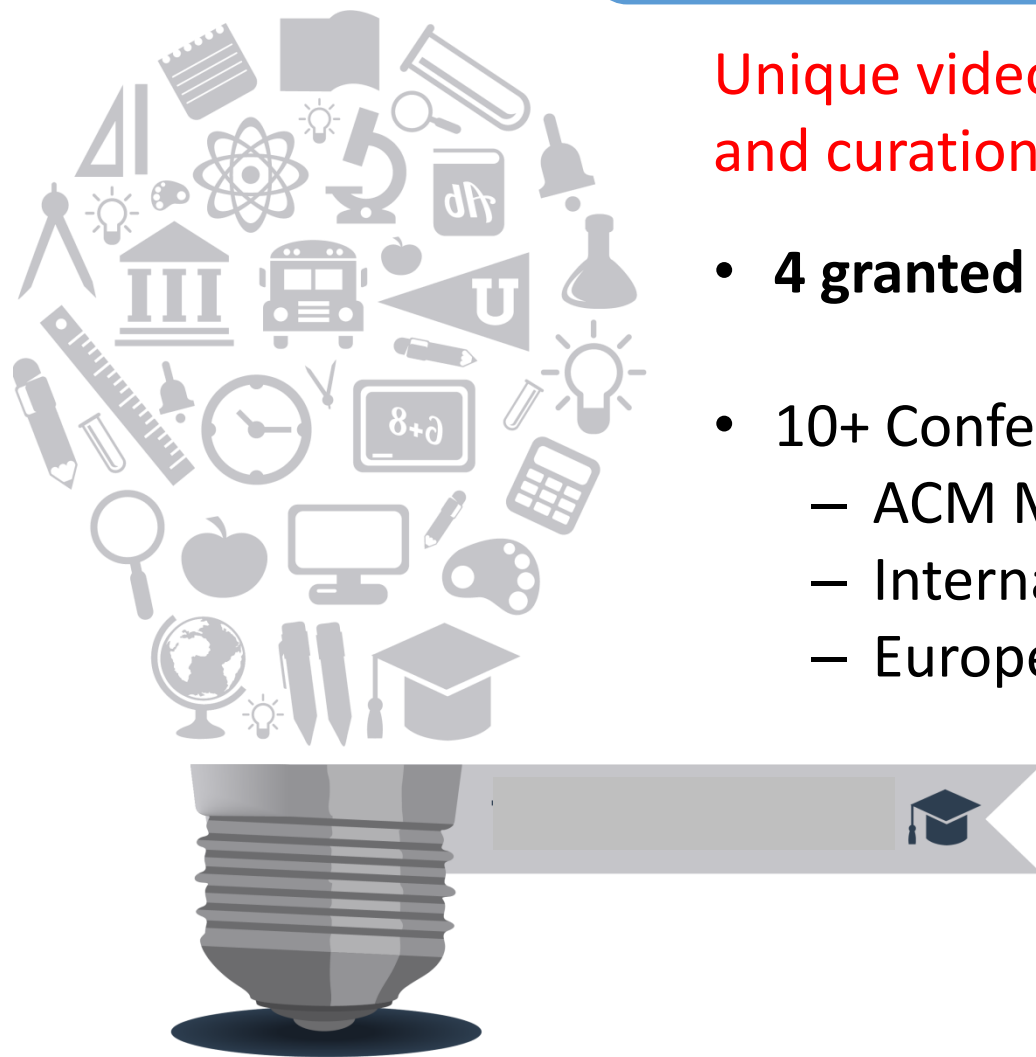 Unique video
and curation
• 4 granted
• 10+ Confe
– ACM M
– Interna
– Europe
U
6+8